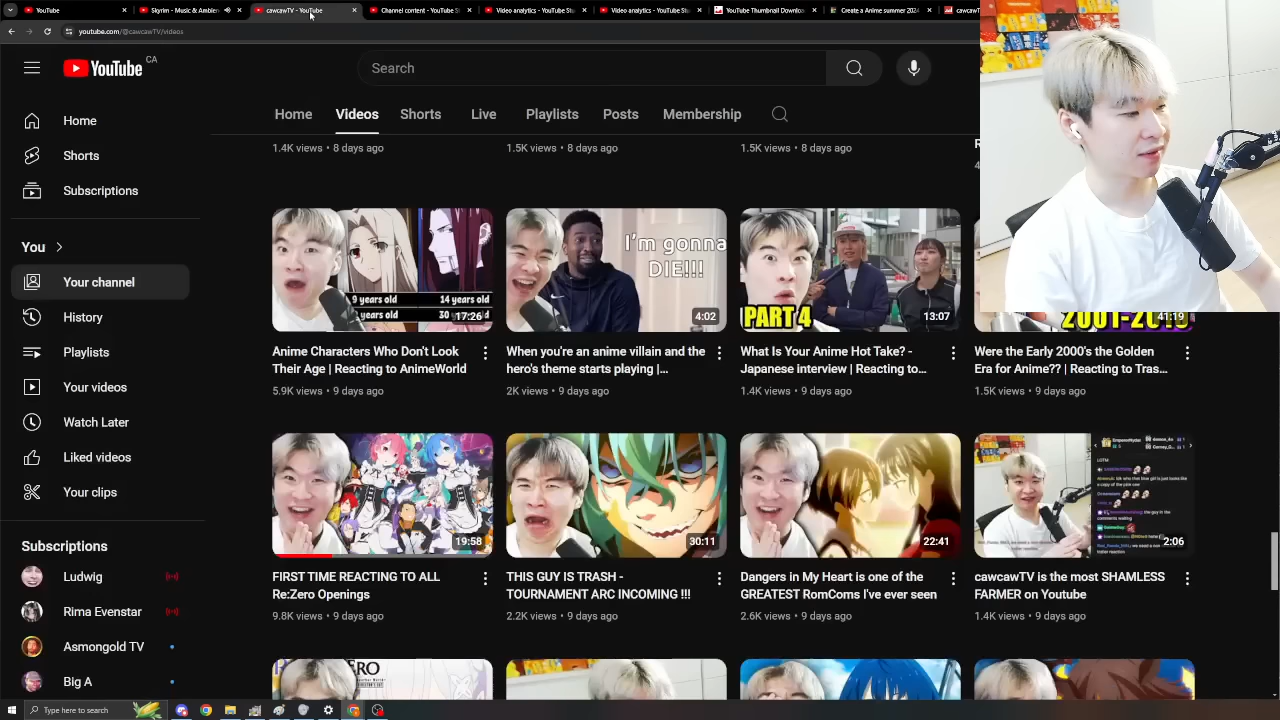 YouTube
Skyrim - Music & Ambien
cawcawTV - YouTube
Channel content - YouTube St
Video analytics - YouTube Stu
Video analytics - YouTube Stu
YouTube Thumbnail Downlo
Create a Anime summer 2024
cawcawTV
youtube.com/@cawcawTV/videos
YouTube CA
Search
Home
Videos
Shorts
Live
Playlists
Posts
Membership
Home
Shorts
Subscriptions
You
Your channel
History
Playlists
Your videos
Watch Later
Liked videos
Your clips
Subscriptions
Ludwig
Rima Evenstar
Asmongold TV
Big A
1.4K views • 8 days ago
1.5K views • 8 days ago
1.5K views • 8 days ago
9 years old
14 years old
years old
30
17:26
I'm gonna
DIE!!!
4:02
PART 4
13:07
2001-2015
41:19
Anime Characters Who Don't Look
Their Age | Reacting to AnimeWorld
5.9K views • 9 days ago
When you're an anime villain and the
hero's theme starts playing |...
2K views • 9 days ago
What Is Your Anime Hot Take? -
Japanese interview | Reacting to...
1.4K views • 9 days ago
Were the Early 2000's the Golden
Era for Anime?? | Reacting to Tras...
1.5K views • 9 days ago
19:58
30:11
22:41
2:06
FIRST TIME REACTING TO ALL
Re:Zero Openings
9.8K views • 9 days ago
THIS GUY IS TRASH -
TOURNAMENT ARC INCOMING !!!
2.2K views • 9 days ago
Dangers in My Heart is one of the
GREATEST RomComs I've ever seen
2.6K views • 9 days ago
cawcawTV is the most SHAMLESS
FARMER on Youtube
1.4K views • 9 days ago
Type here to search